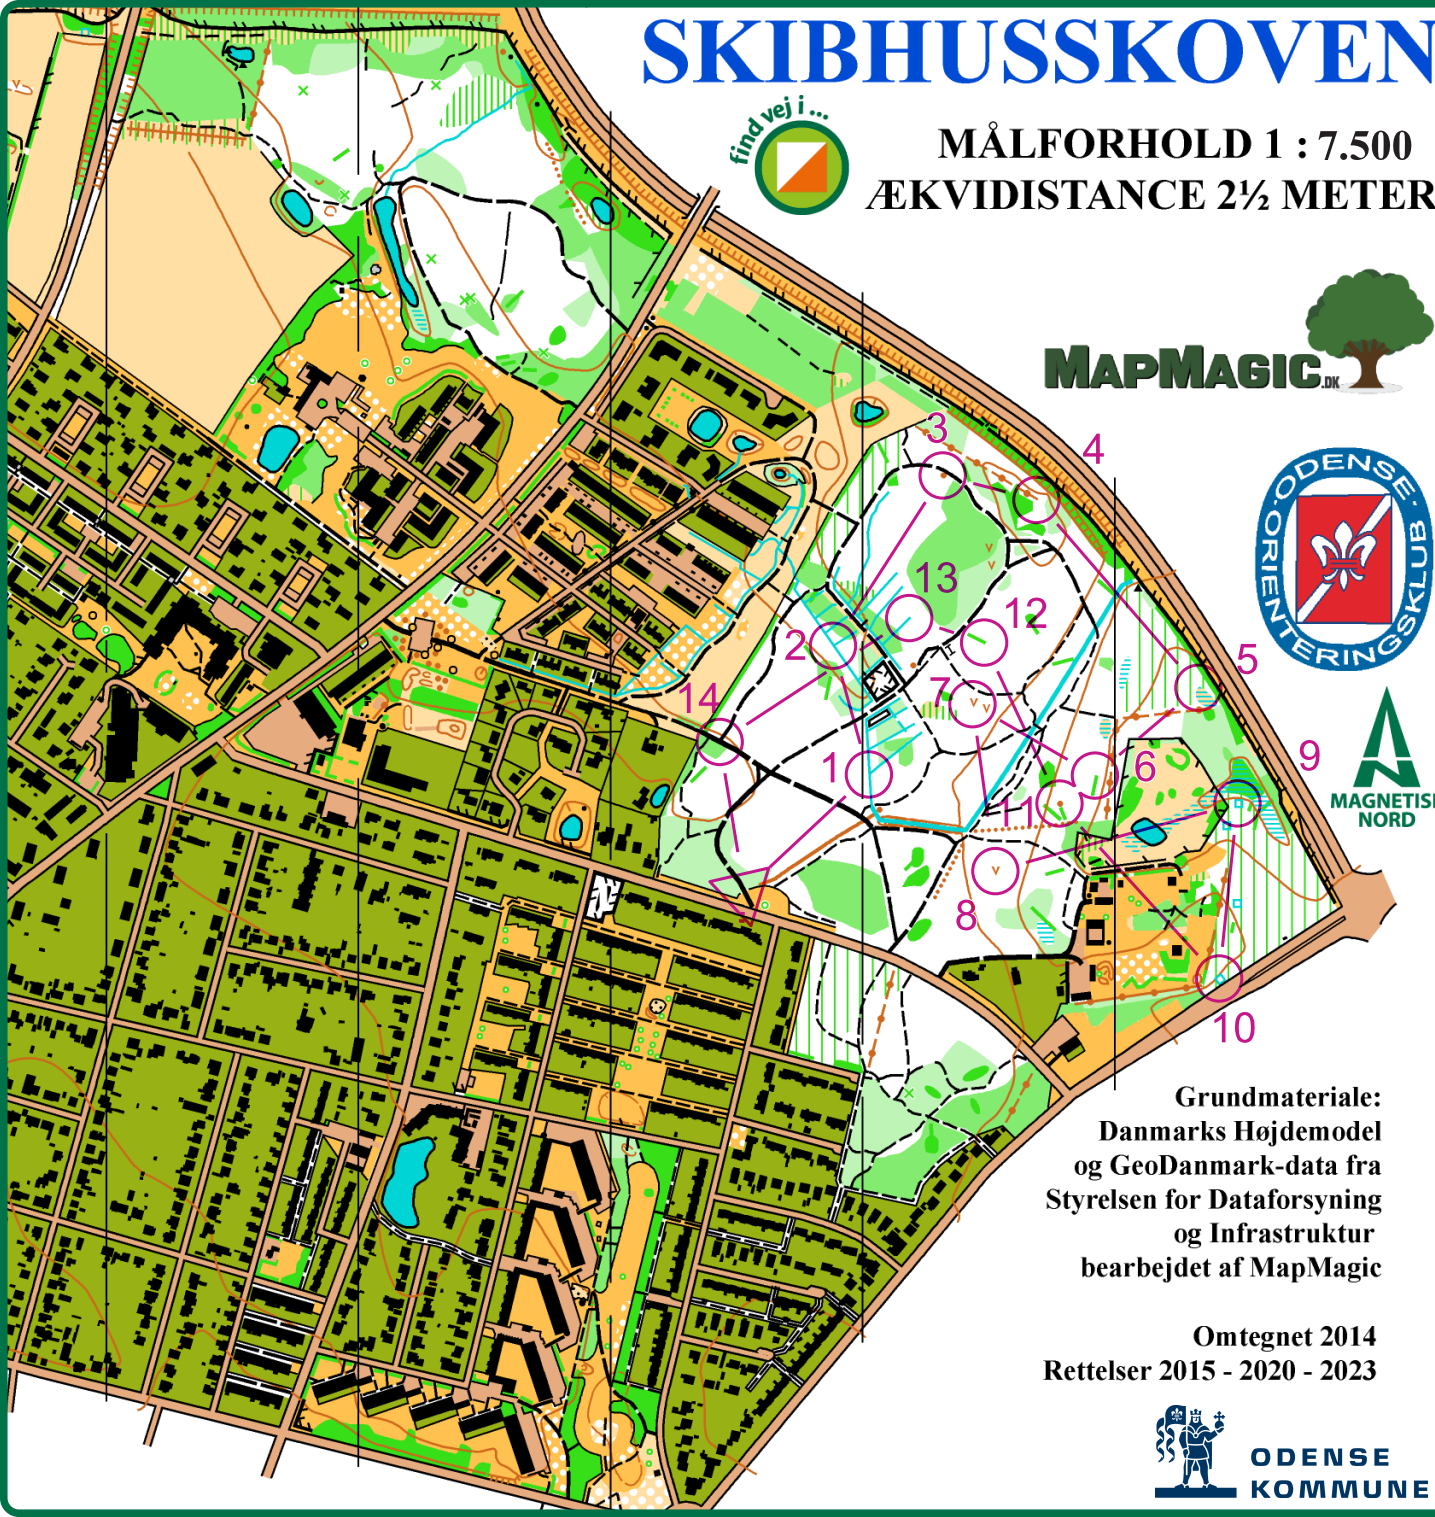 SKIBHUSSKOVEN
find vej i ...
MÅLFORHOLD 1 : 7.500
ÆKVIDISTANCE 2½ METER
MAPMAGIC.DK
ODENSE · ORIENTERINGSKLUB ·
MAGNETISK
NORD
3
4
13
12
2
5
14
7
1
6
9
11
8
10
Grundmateriale:
Danmarks Højdemodel
og GeoDanmark-data fra
Styrelsen for Dataforsyning
og Infrastruktur
bearbejdet af MapMagic
Omtegnet 2014
Rettelser 2015 - 2020 - 2023
ODENSE
KOMMUNE